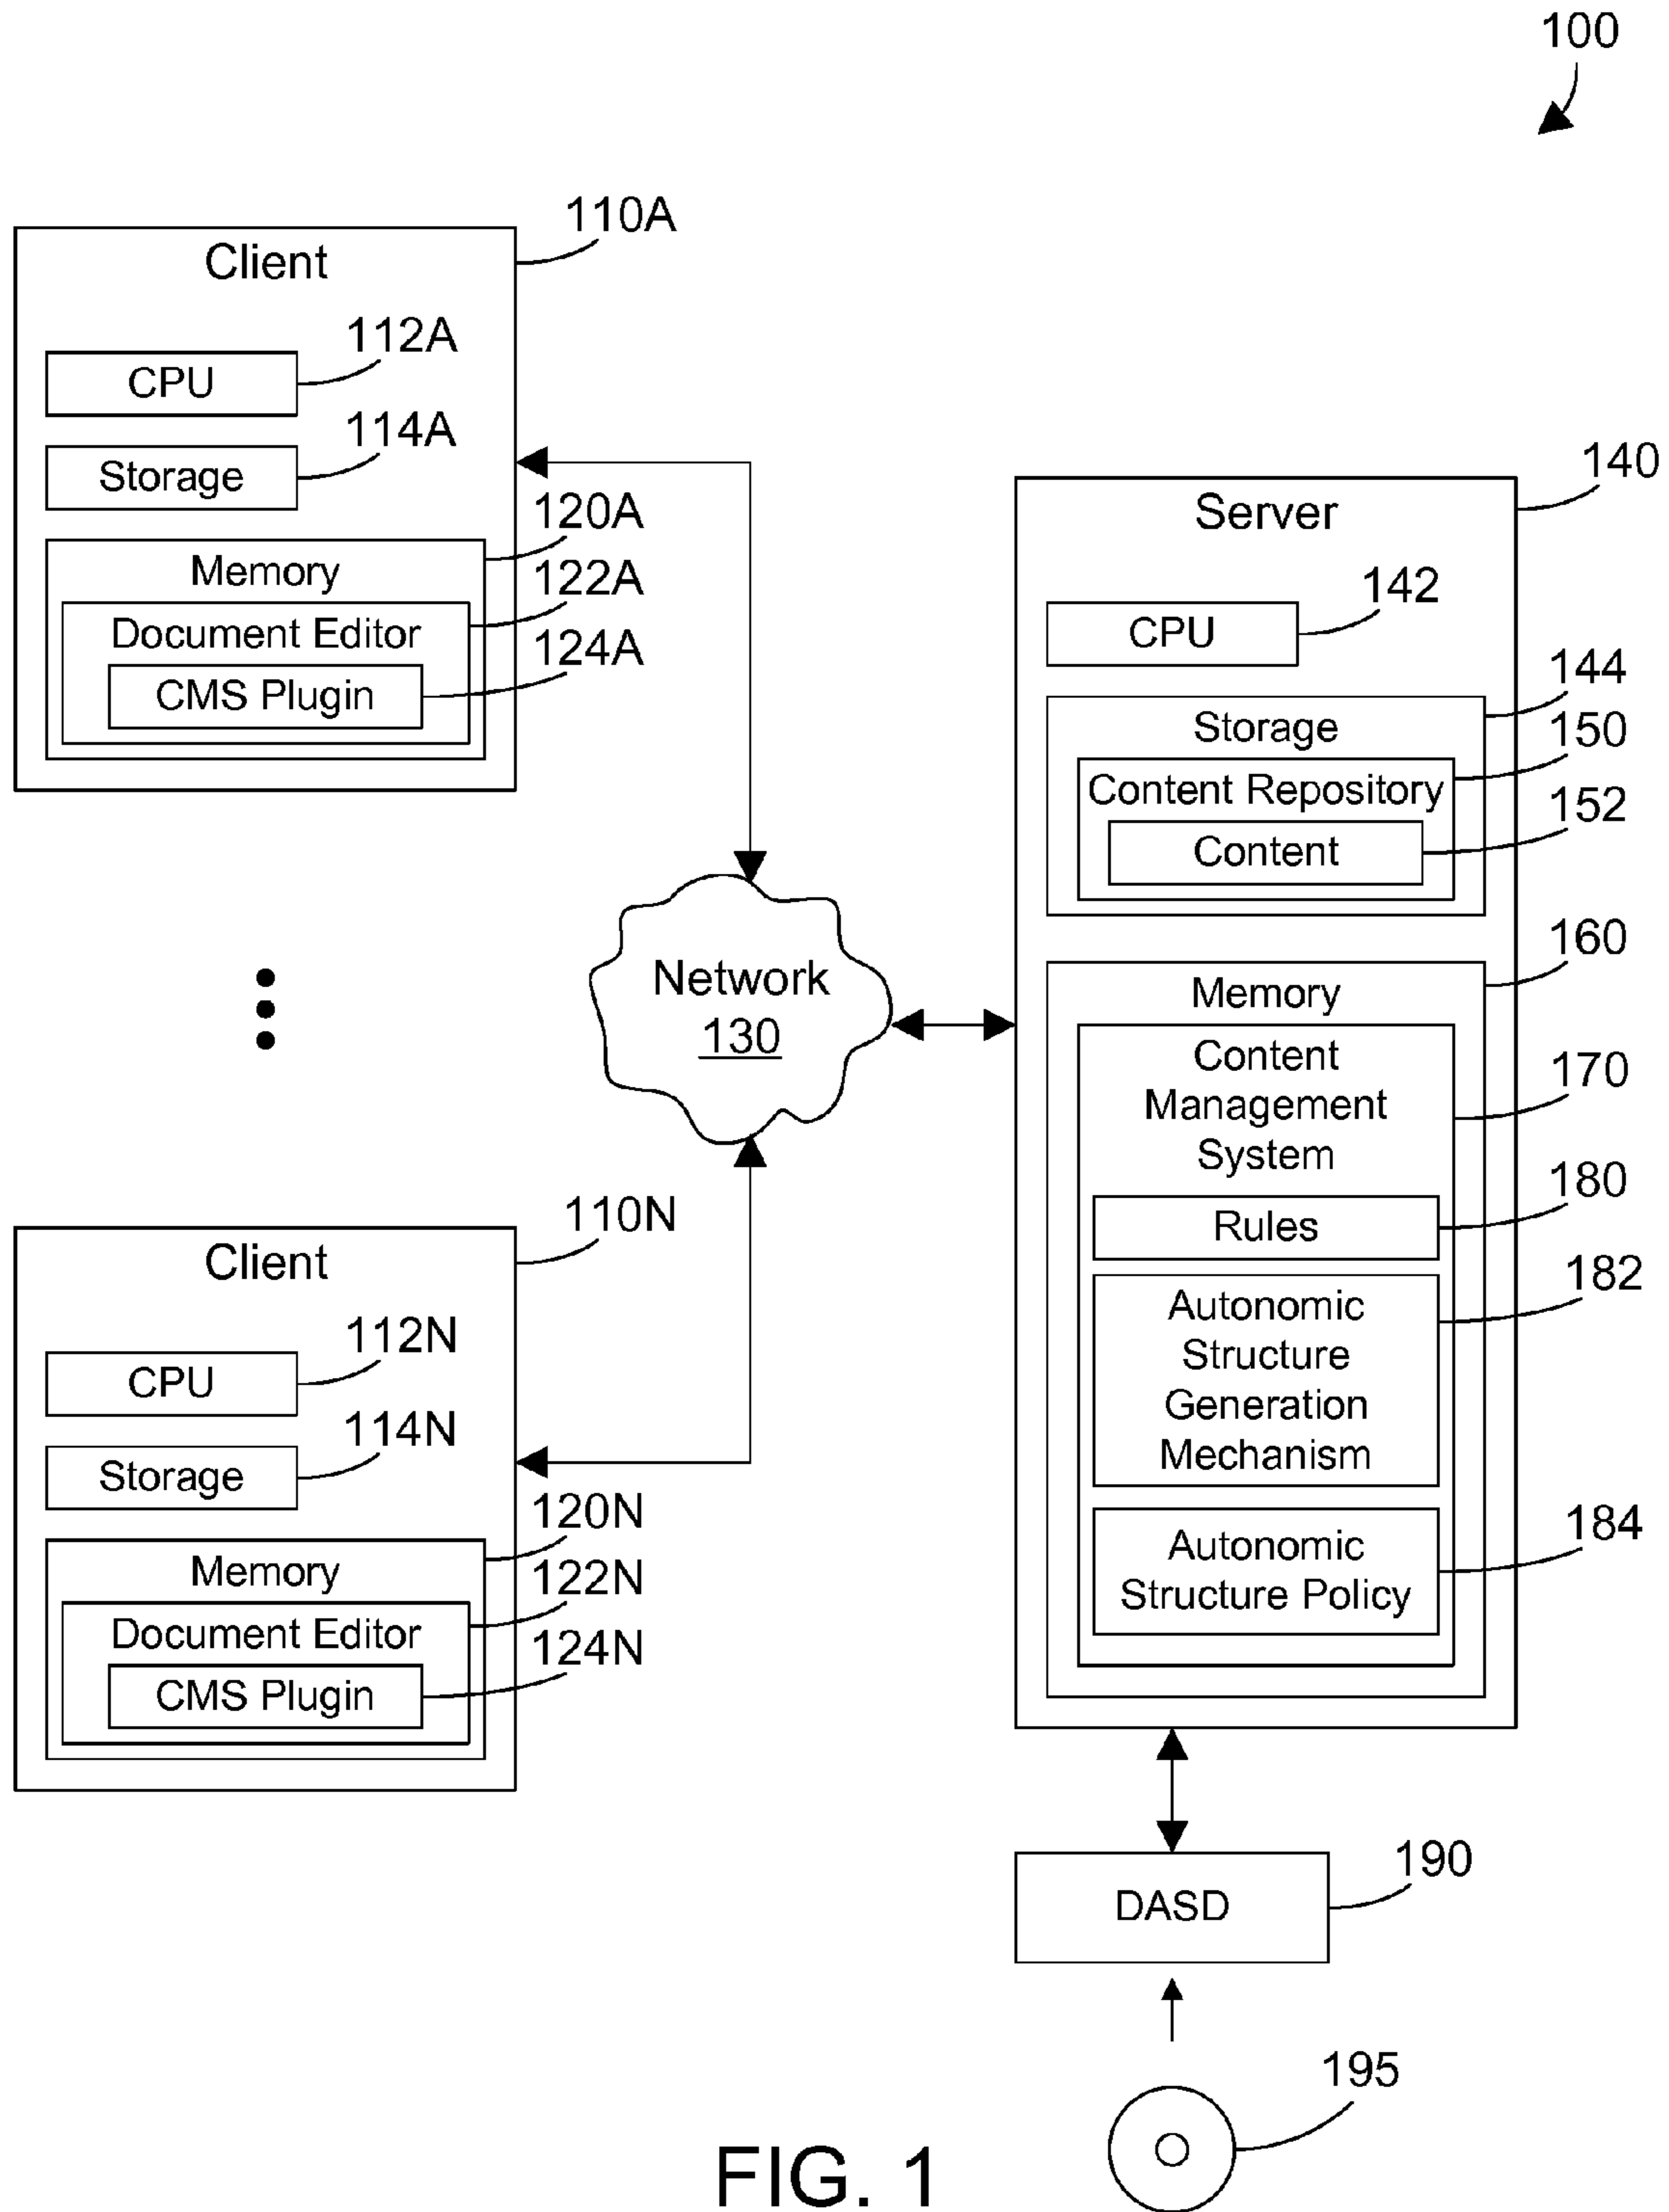 100
110A
Client
112A
CPU
114A
Storage
120A
Memory
122A
Document Editor
124A
CMS Plugin
Network
130
110N
Client
112N
CPU
114N
Storage
120N
Memory
122N
Document Editor
124N
CMS Plugin
140
Server
142
CPU
144
Storage
150
Content Repository
152
Content
160
Memory
Content
Management
System
170
180
Rules
182
Autonomic
Structure
Generation
Mechanism
184
Autonomic
Structure Policy
190
DASD
195
FIG. 1